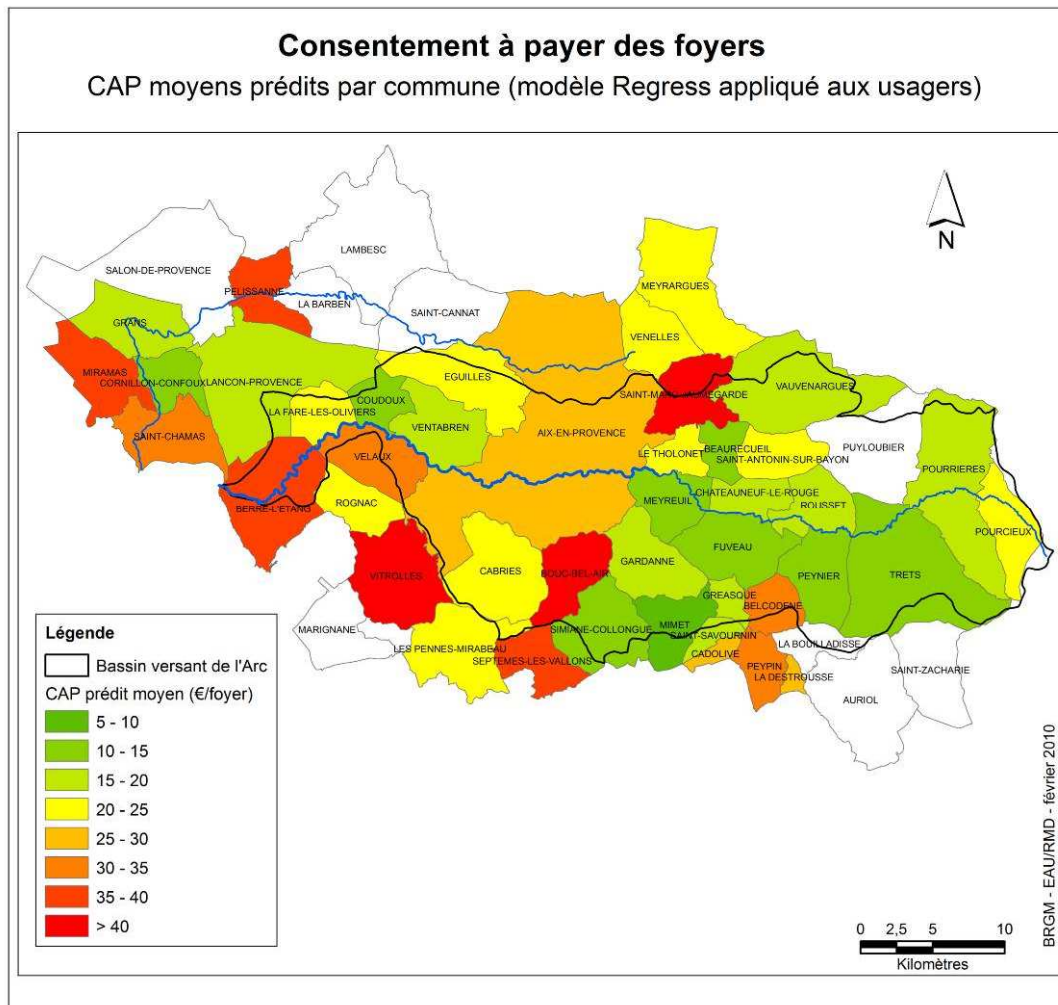 Consentement à payer des foyers
CAP moyens prédits par commune (modèle Regress appliqué aux usagers)
N
LAMBESC
SALON-DE-PROVENCE
PELISSANNE
LA BARBEN
MEYRARGUES
SAINT-CANNAT
GRANS
VENELLES
MIRAMAS
CORNILLON-CONFOUX
LANCON-PROVENCE
EGUILLES
SAINT-MARC-JAUMEGARDE
VAUVENARGUES
COUDOUX
LA FARE-LES-OLIVIERS
SAINT-CHAMAS
VENTABREN
AIX-EN-PROVENCE
PUYLOUBIER
LE THOLONET
BEAURECUEIL
SAINT-ANTONIN-SUR-BAYON
VELAUX
POURRIERES
ROGNAC
MEYREUIL
CHATEAUNEUF-LE-ROUGE
ROUSSET
BERRE-L'ETANG
POURCIEUX
FUVEAU
GARDANNE
CABRIES
BOUC-BEL-AIR
VITROLLES
PEYNIER
TRETS
GREASQUE
BELCODENE
MARIGNANE
SIMIANE-COLLONGUE
MIMET
SAINT-SAVOURNIN
LA BOUILLADISSE
LES PENNES-MIRABEAU
CADOLIVE
SEPTEMES-LES-VALLONS
PEYPIN
SAINT-ZACHARIE
LA DESTROUSSE
AURIOL
Légende
Bassin versant de l'Arc
CAP prédit moyen (€/foyer)
5 - 10
10 - 15
15 - 20
20 - 25
25 - 30
30 - 35
35 - 40
> 40
0 2,5 5 10
Kilomètres
BRGM - EAU/RMD - février 2010